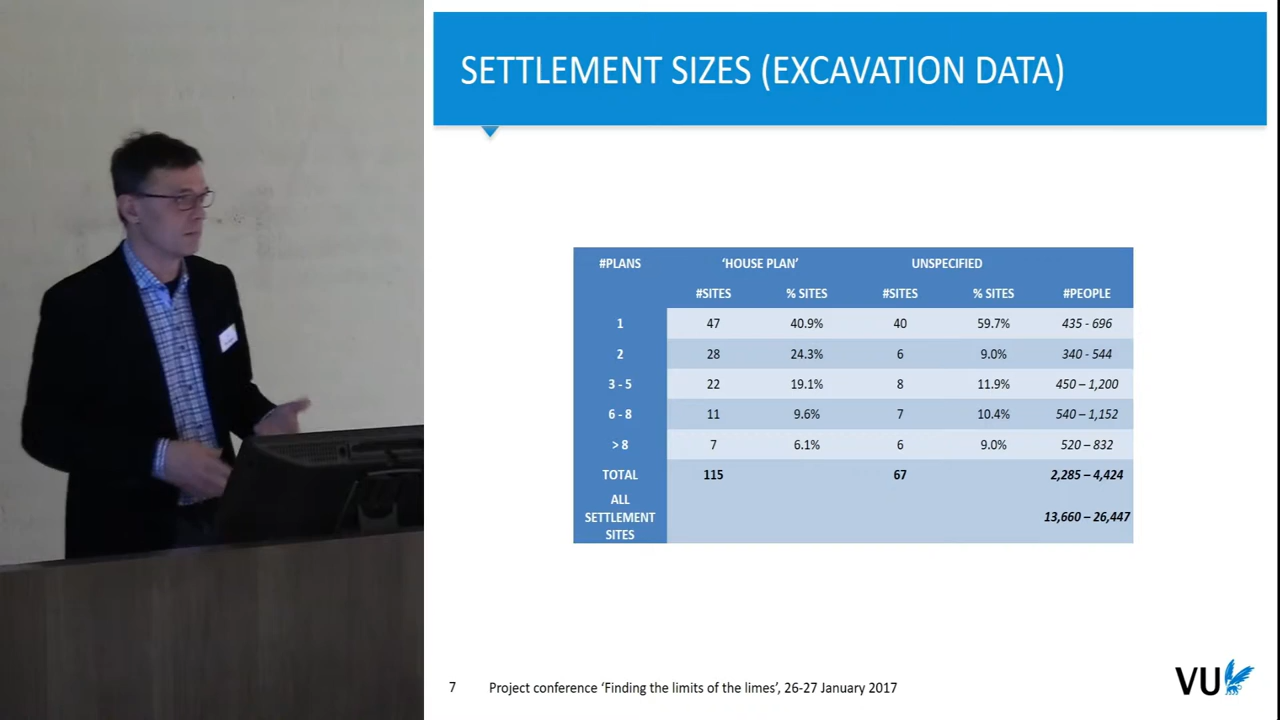 SETTLEMENT SIZES (EXCAVATION DATA)
#PLANS ‘HOUSE PLAN’ UNSPECIFIED
#SITES % SITES #SITES % SITES #PEOPLE
1 47 40.9% 40 59.7% 435 - 696
2 28 24.3% 6 9.0% 340 - 544
3 - 5 22 19.1% 8 11.9% 450 – 1,200
6 - 8 11 9.6% 7 10.4% 540 – 1,152
> 8 7 6.1% 6 9.0% 520 – 832
TOTAL 115 67 2,285 – 4,424
ALL
SETTLEMENT 13,660 – 26,447
SITES
7 Project conference ‘Finding the limits of the limes’, 26-27 January 2017
VU